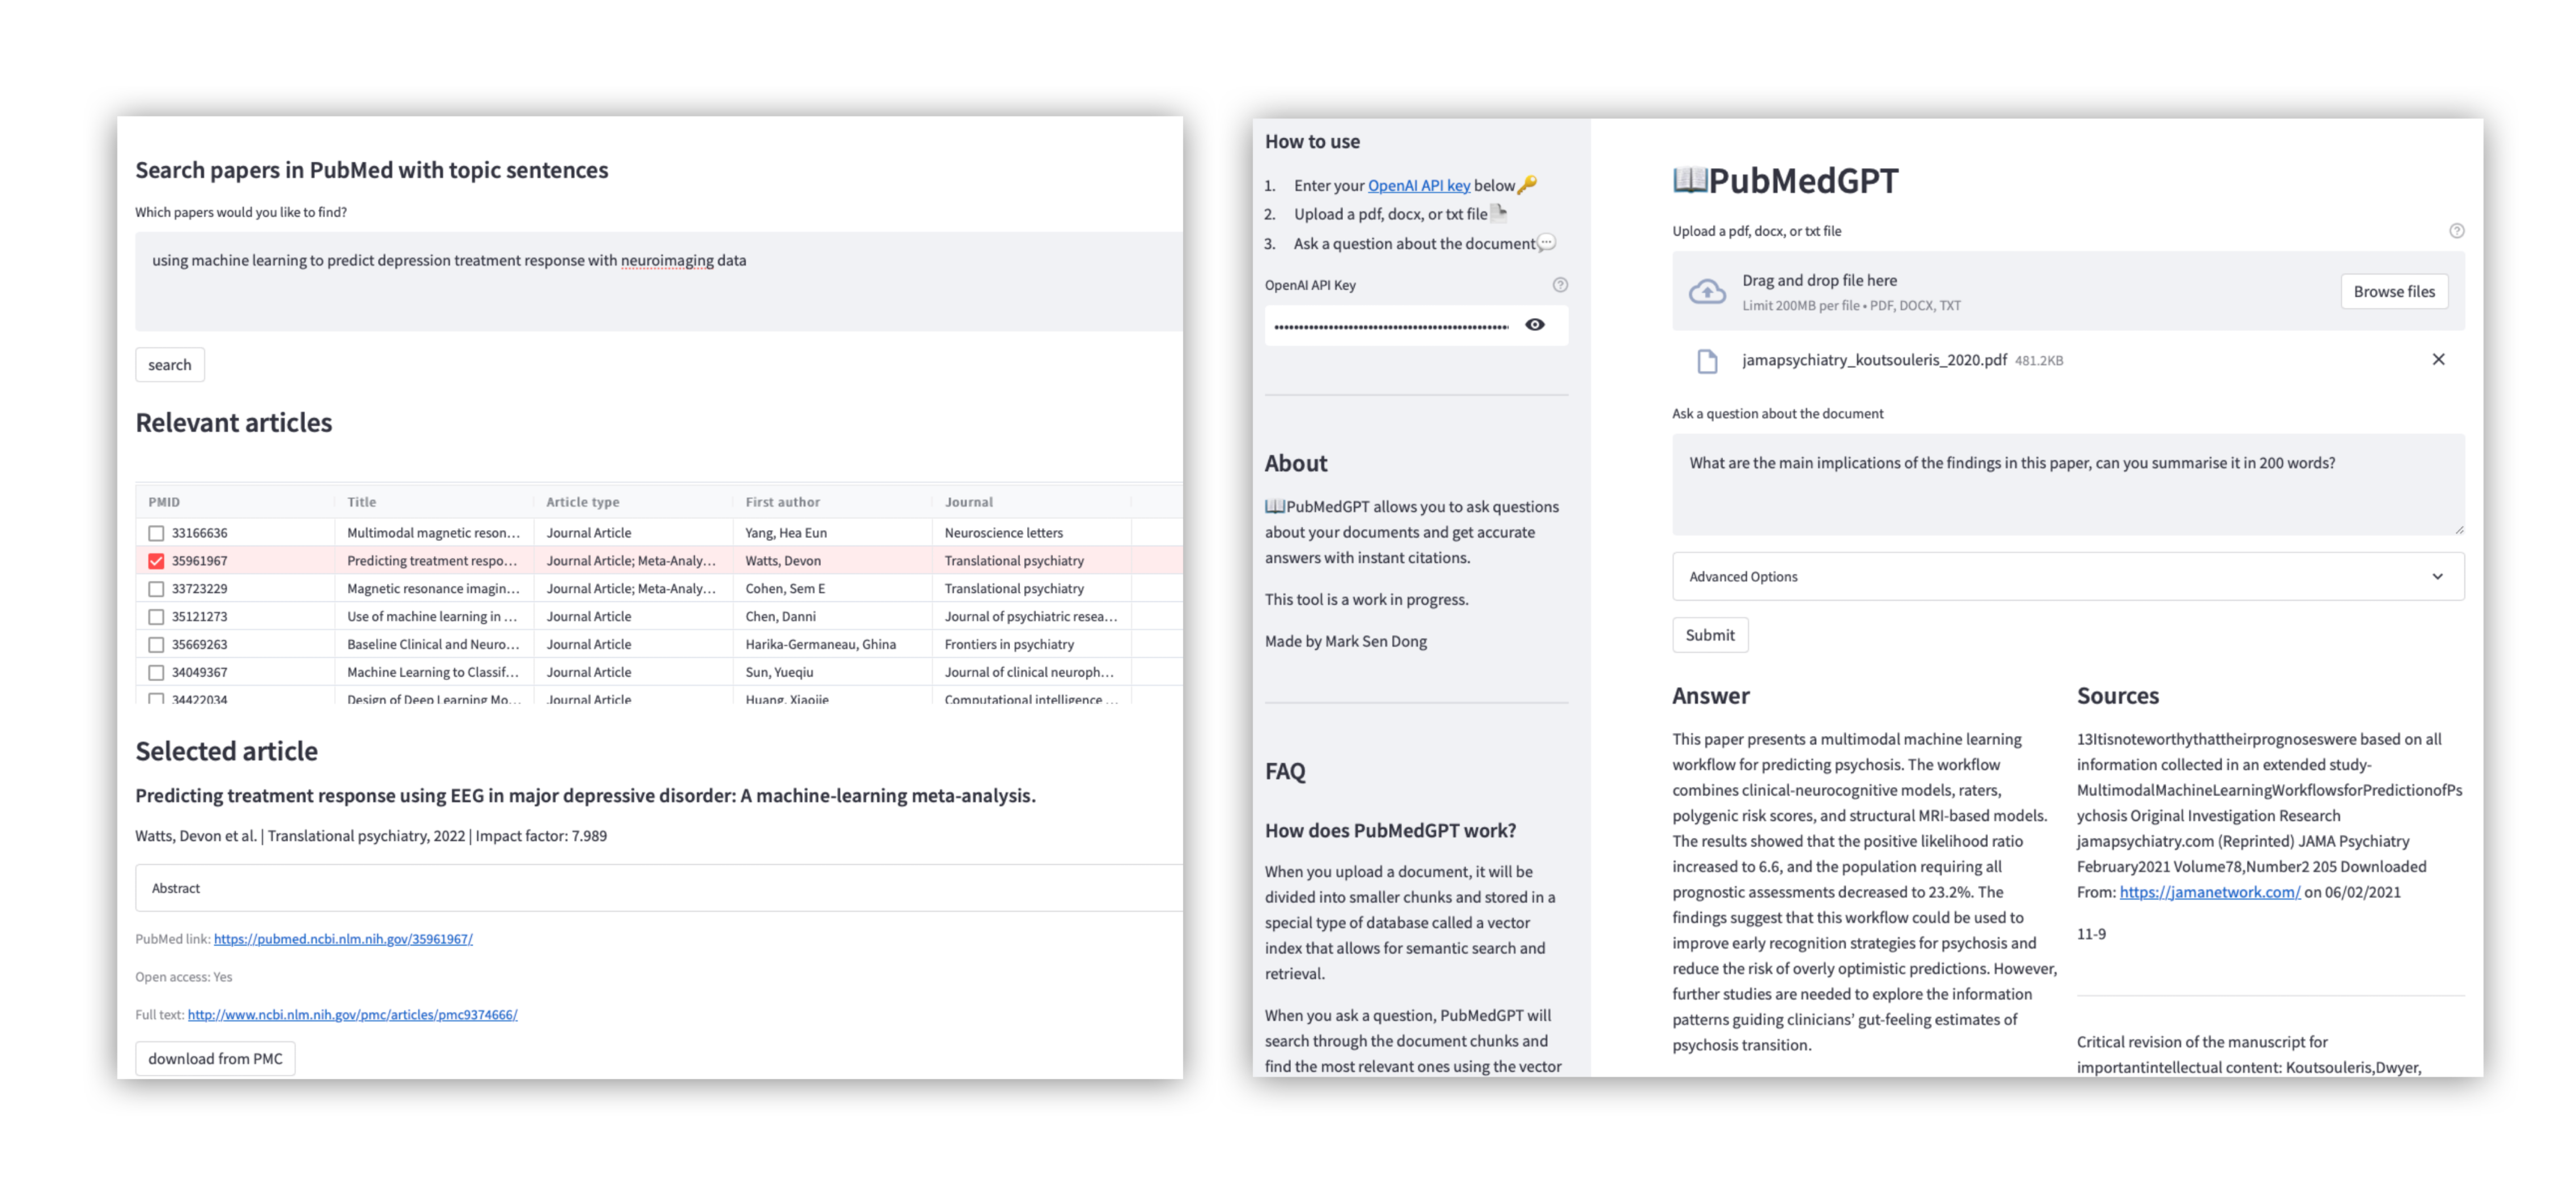 Search papers in PubMed with topic sentences
Which papers would you like to find?
using machine learning to predict depression treatment response with neuroimaging data
search
Relevant articles
PMID Title Article type First author Journal
33166636 Multimodal magnetic reson... Journal Article Yang, Hea Eun Neuroscience letters
35961967 Predicting treatment respo... Journal Article; Meta-Analy... Watts, Devon Translational psychiatry
33723229 Magnetic resonance imagin... Journal Article; Meta-Analy... Cohen, Sem E Translational psychiatry
35121273 Use of machine learning in ... Journal Article Chen, Danni Journal of psychiatric resea...
35669263 Baseline Clinical and Neuro... Journal Article Harika-Germaneau, Ghina Frontiers in psychiatry
34049367 Machine Learning to Classif... Journal Article Sun, Yueqiu Journal of clinical neuroph...
34422034 Design of Deep Learning Mo... Journal Article Huang, Xiaojie Computational intelligence ...
Selected article
Predicting treatment response using EEG in major depressive disorder: A machine-learning meta-analysis.
Watts, Devon et al. | Translational psychiatry, 2022 | Impact factor: 7.989
Abstract
PubMed link: https://pubmed.ncbi.nlm.nih.gov/35961967/
Open access: Yes
Full text: http://www.ncbi.nlm.nih.gov/pmc/articles/pmc9374666/
download from PMC
How to use
1. Enter your OpenAI API key below🔑
2. Upload a pdf, docx, or txt file📄
3. Ask a question about the document💬
OpenAI API Key
About
📖PubMedGPT allows you to ask questions
about your documents and get accurate
answers with instant citations.
This tool is a work in progress.
Made by Mark Sen Dong
FAQ
How does PubMedGPT work?
When you upload a document, it will be
divided into smaller chunks and stored in a
special type of database called a vector
index that allows for semantic search and
retrieval.
When you ask a question, PubMedGPT will
search through the document chunks and
find the most relevant ones using the vector
📖PubMedGPT
Upload a pdf, docx, or txt file
Drag and drop file here
Limit 200MB per file • PDF, DOCX, TXT
Browse files
jamapsychiatry_koutsouleris_2020.pdf 481.2KB
Ask a question about the document
What are the main implications of the findings in this paper, can you summarise it in 200 words?
Advanced Options
Submit
Answer
This paper presents a multimodal machine learning
workflow for predicting psychosis. The workflow
combines clinical-neurocognitive models, raters,
polygenic risk scores, and structural MRI-based models.
The results showed that the positive likelihood ratio
increased to 6.6, and the population requiring all
prognostic assessments decreased to 23.2%. The
findings suggest that this workflow could be used to
improve early recognition strategies for psychosis and
reduce the risk of overly optimistic predictions. However,
further studies are needed to explore the information
patterns guiding clinicians’ gut-feeling estimates of
psychosis transition.
Sources
13Itisnoteworthythattheirprognoseswere based on all
information collected in an extended study-
MultimodalMachineLearningWorkflowsforPredictionofPs
ychosis Original Investigation Research
jamapsychiatry.com (Reprinted) JAMA Psychiatry
February2021 Volume78,Number2 205 Downloaded
From: https://jamanetwork.com/ on 06/02/2021
11-9
Critical revision of the manuscript for
importantintellectual content: Koutsouleris,Dwyer,